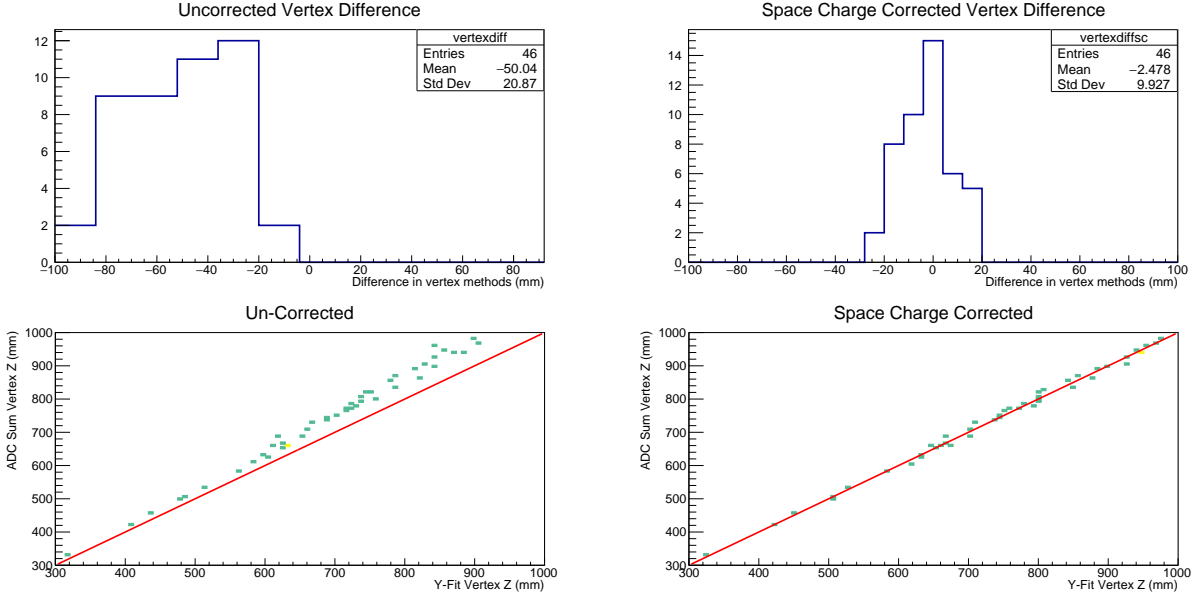 Uncorrected Vertex Difference
vertexdiff
Entries 46
Mean −50.04
Std Dev 20.87
12
10
8
6
4
2
0
−100 −80 −60 −40 −20 0 20 40 60 80
Difference in vertex methods (mm)
Space Charge Corrected Vertex Difference
vertexdiffsc
Entries 46
Mean −2.478
Std Dev 9.927
14
12
10
8
6
4
2
0
−100 −80 −60 −40 −20 0 20 40 60 80 100
Difference in vertex methods (mm)
Un-Corrected
ADC Sum Vertex Z (mm)
1000
900
800
700
600
500
400
300
300 400 500 600 700 800 900 1000
Y-Fit Vertex Z (mm)
Space Charge Corrected
ADC Sum Vertex Z (mm)
1000
900
800
700
600
500
400
300
300 400 500 600 700 800 900 1000
Y-Fit Vertex Z (mm)